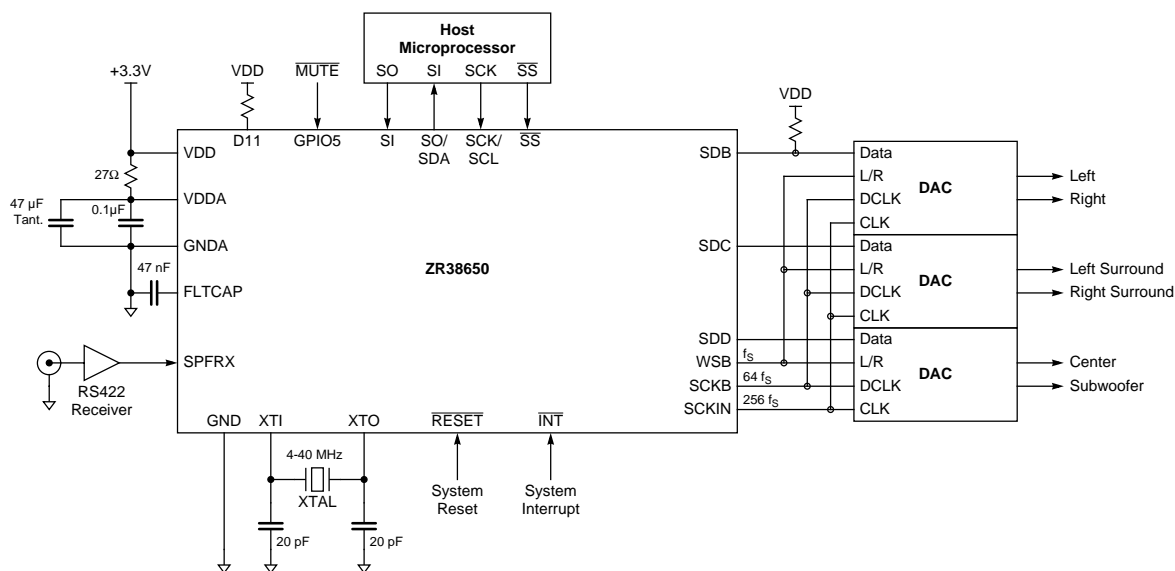 Host
Microprocessor
SO SI SCK SS
+3.3V
VDD
MUTE
D11 GPIO5 SI SO/
SDA SCK/
SCL SS
VDD
27Ω
VDDA
47 µF
Tant.
0.1µF
GNDA
47 nF
FLTCAP
SPFRX
RS422
Receiver
ZR38650
GND XTI XTO RESET INT
4-40 MHz
XTAL
20 pF 20 pF
System
Reset
System
Interrupt
VDD
SDB
SDC
SDD
WSB fS
SCKB 64 fS
SCKIN 256 fS
Data
L/R
DCLK
CLK
DAC
Left
Right
Data
L/R
DCLK
CLK
DAC
Left Surround
Right Surround
Data
L/R
DCLK
CLK
DAC
Center
Subwoofer